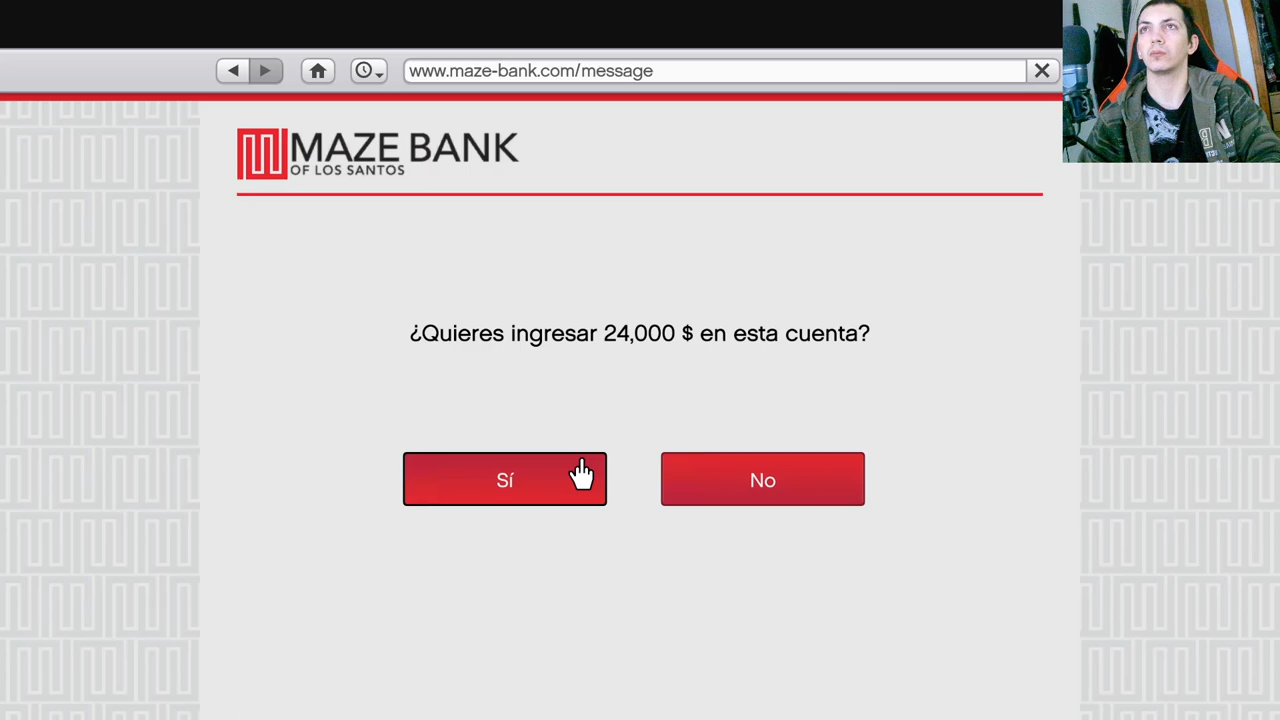 www.maze-bank.com/message
MAZE BANK
OF LOS SANTOS
¿Quieres ingresar 24,000 $ en esta cuenta?
Sí
No